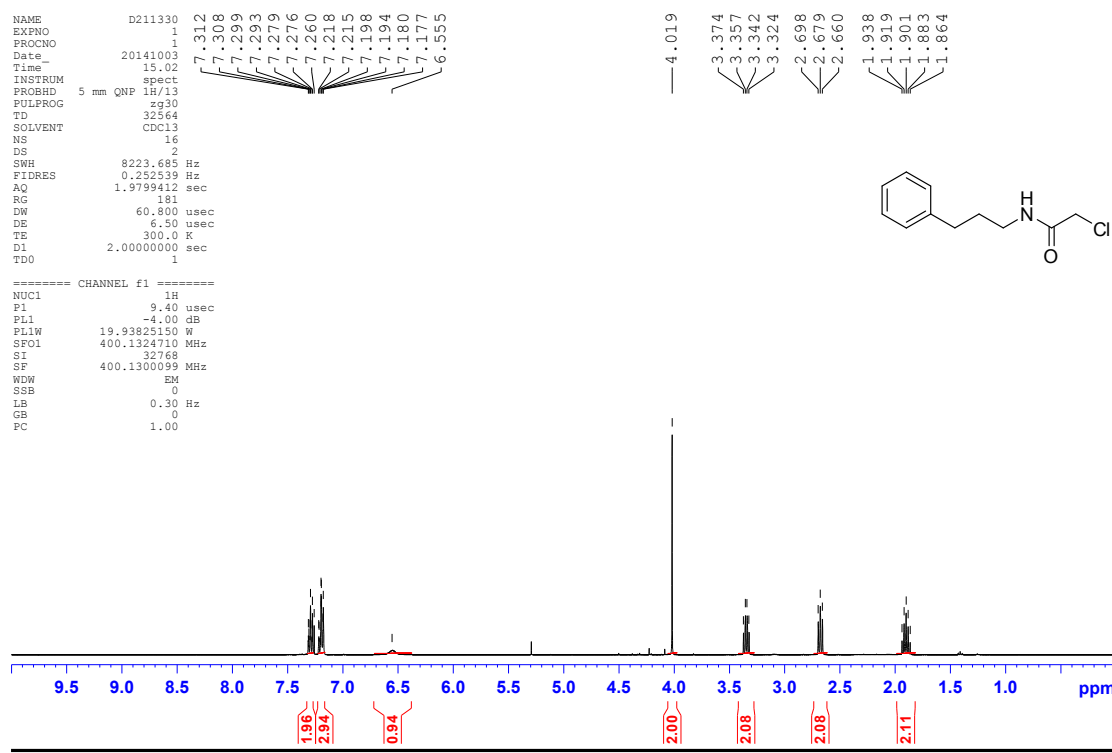 NAME D211330
EXPNO 1
PROCNO 1
Date_ 20141003
Time 15.02
INSTRUM spect
PROBHD 5 mm QNP 1H/13
PULPROG zg30
TD 32564
SOLVENT CDCl3
NS 16
DS 2
SWH 8223.685 Hz
FIDRES 0.252539 Hz
AQ 1.9799412 sec
RG 181
DW 60.800 usec
DE 6.50 usec
TE 300.0 K
D1 2.00000000 sec
TD0 1
======== CHANNEL f1 ========
NUC1 1H
P1 9.40 usec
PL1 -4.00 dB
PL1W 19.93825150 W
SFO1 400.1324710 MHz
SI 32768
SF 400.1300099 MHz
WDW EM
SSB 0
LB 0.30 Hz
GB 0
PC 1.00
7.312
7.308
7.299
7.293
7.279
7.276
7.260
7.218
7.215
7.198
7.194
7.180
7.177
6.555
4.019
3.374
3.357
3.342
3.324
2.698
2.679
2.660
1.938
1.919
1.901
1.883
1.864
H
N
O
Cl
9.5 9.0 8.5 8.0 7.5 7.0 6.5 6.0 5.5 5.0 4.5 4.0 3.5 3.0 2.5 2.0 1.5 1.0 ppm
1.96
2.94
0.94
2.00
2.08
2.08
2.11